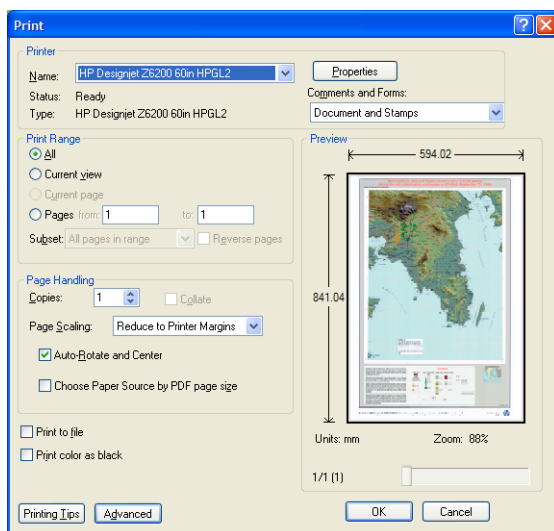 Print
Printer
Name: HP Designjet Z6200 60in HPGL2
Properties
Status: Ready
Type: HP Designjet Z6200 60in HPGL2
Comments and Forms:
Document and Stamps
Print Range
All
Current view
Current page
Pages from: 1 to: 1
Subset: All pages in range Reverse pages
Page Handling
Copies: 1 Collate
Page Scaling: Reduce to Printer Margins
Auto-Rotate and Center
Choose Paper Source by PDF page size
Print to file
Print color as black
Preview
594.02
841.04
Units: mm Zoom: 88%
1/1 (1)
Printing Tips Advanced
OK Cancel